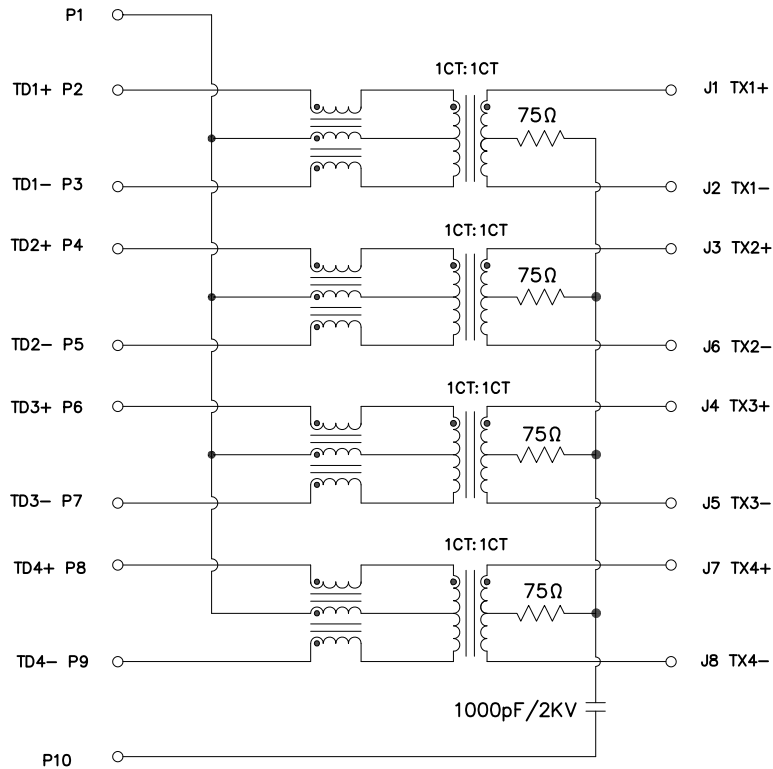 P1
1CT:1CT
TD1+ P2
J1 TX1+
75Ω
TD1- P3
J2 TX1-
1CT:1CT
TD2+ P4
J3 TX2+
75Ω
TD2- P5
J6 TX2-
1CT:1CT
TD3+ P6
J4 TX3+
75Ω
TD3- P7
J5 TX3-
1CT:1CT
TD4+ P8
J7 TX4+
75Ω
TD4- P9
J8 TX4-
1000pF/2KV
P10